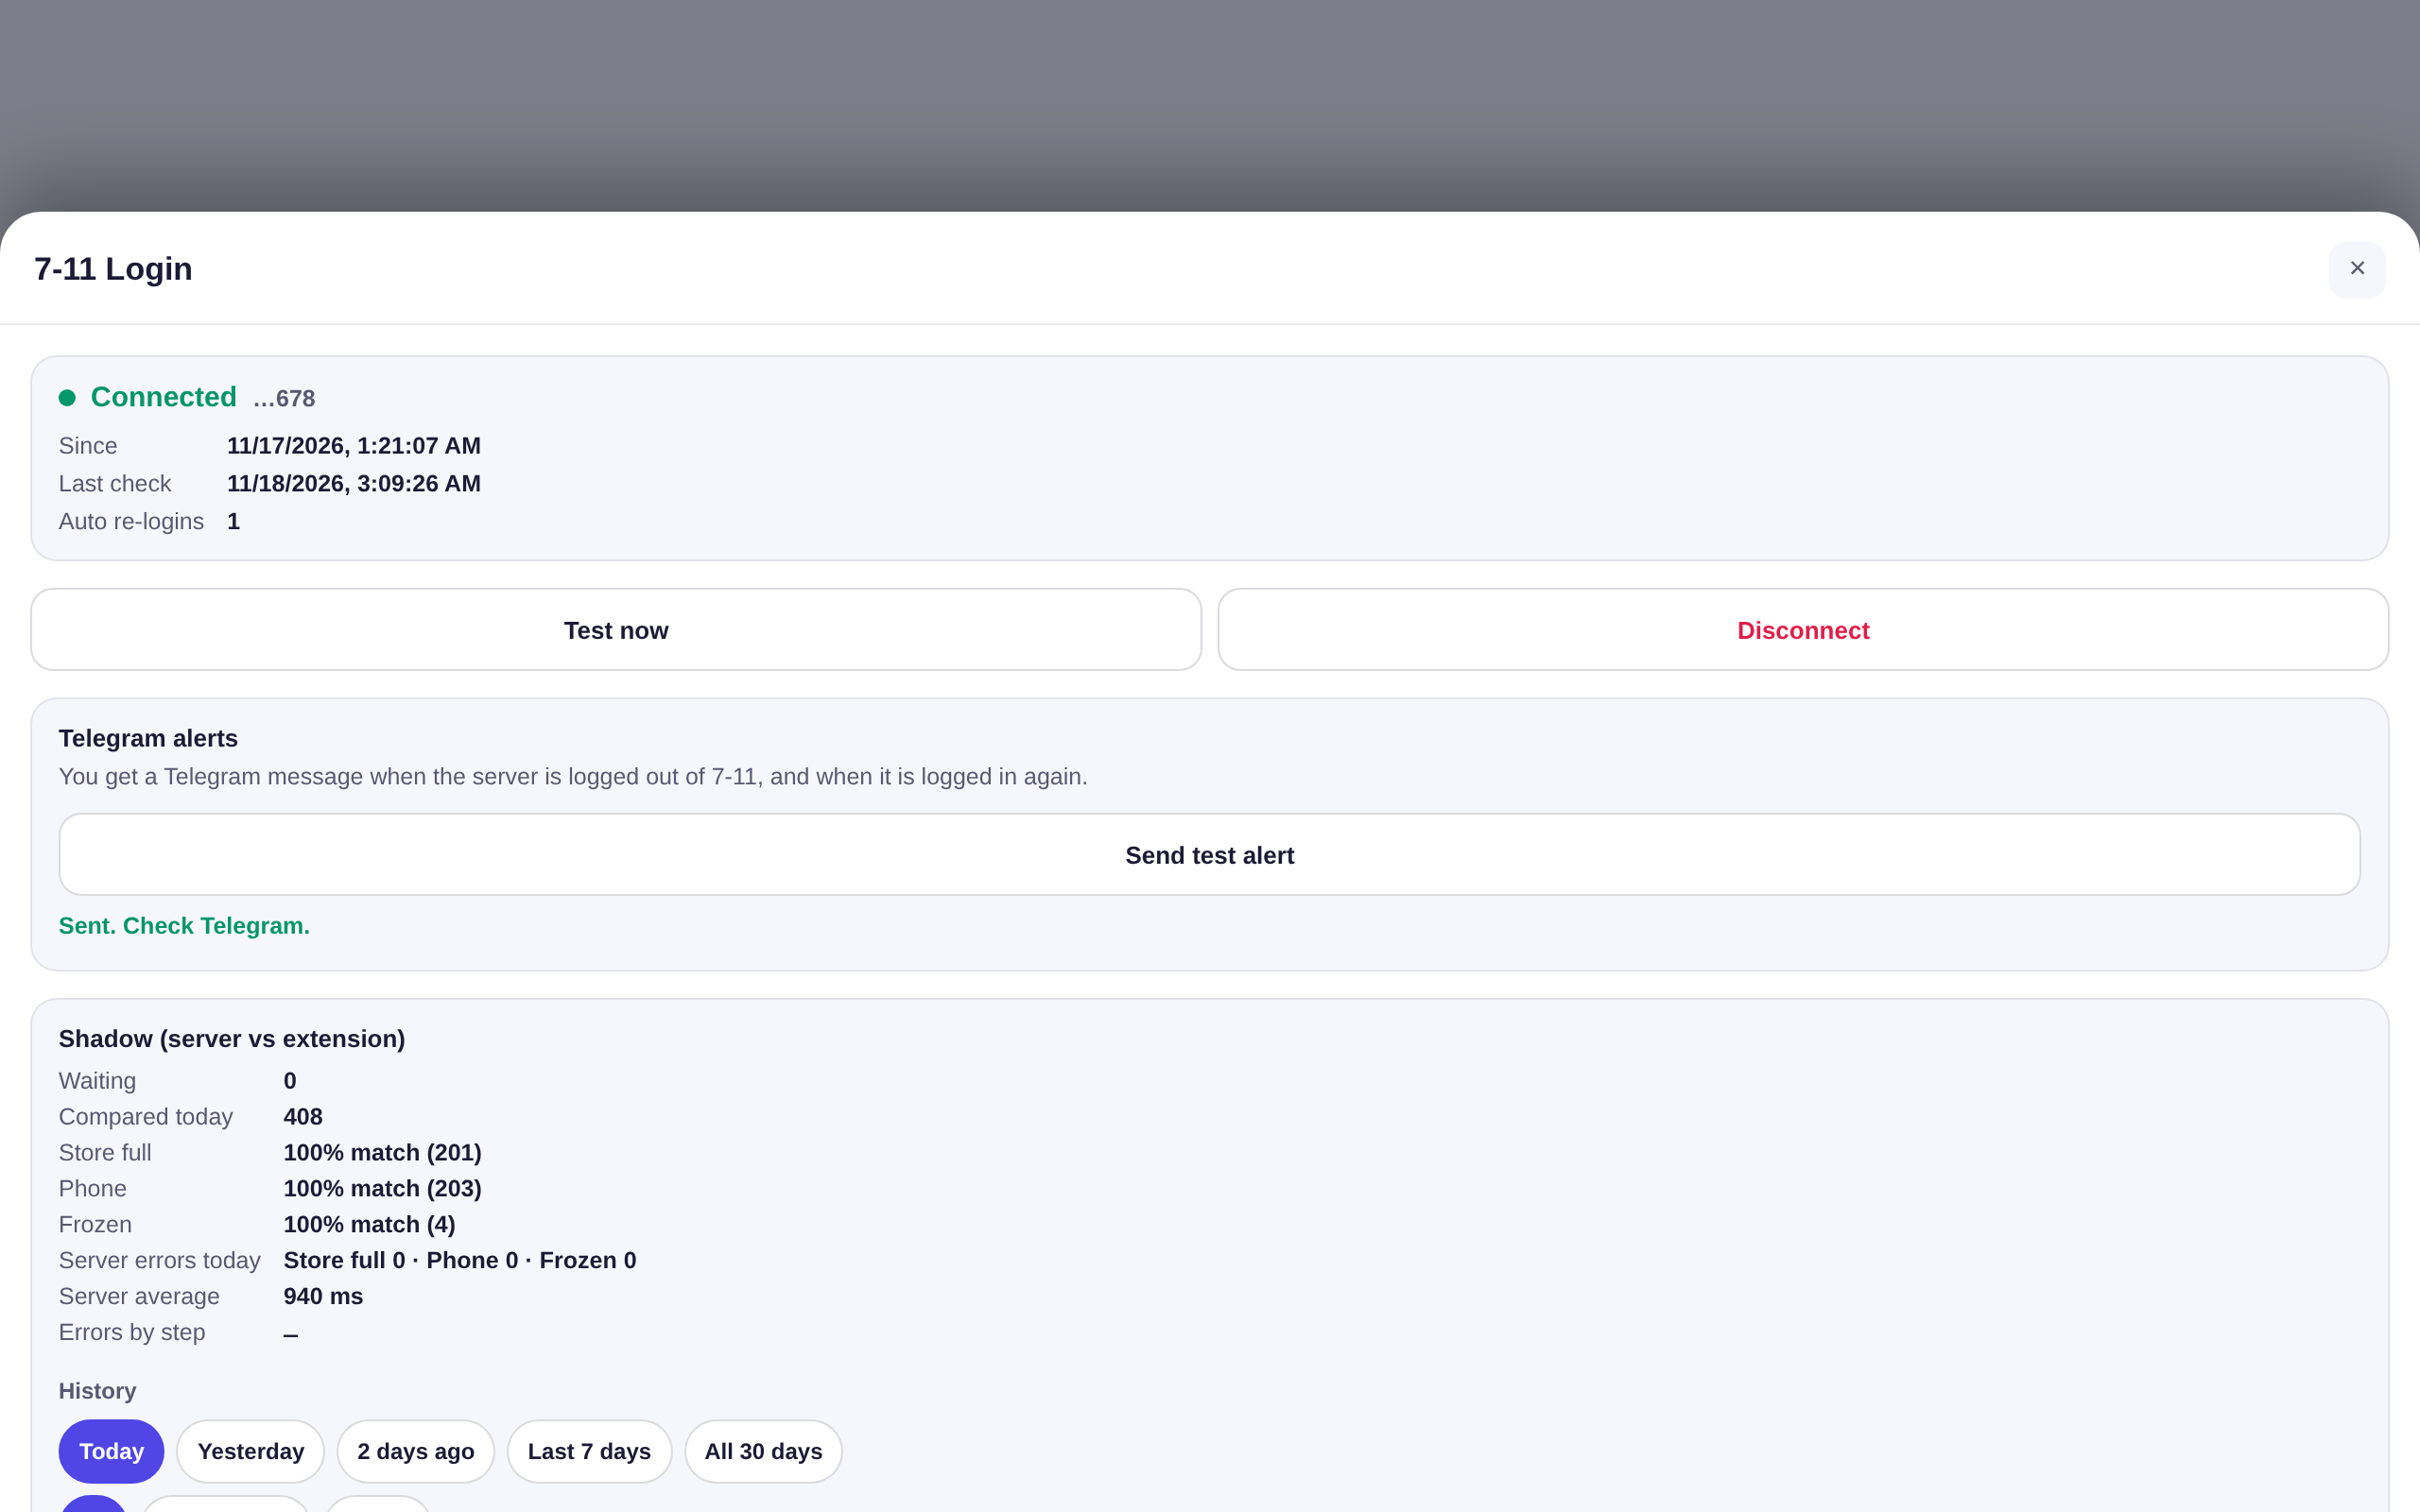 7-11 Login
×
Connected …678
Since 11/17/2026, 1:21:07 AM
Last check 11/18/2026, 3:09:26 AM
Auto re-logins 1
Test now
Disconnect
Telegram alerts
You get a Telegram message when the server is logged out of 7-11, and when it is logged in again.
Send test alert
Sent. Check Telegram.
Shadow (server vs extension)
Waiting 0
Compared today 408
Store full 100% match (201)
Phone 100% match (203)
Frozen 100% match (4)
Server errors today Store full 0 · Phone 0 · Frozen 0
Server average 940 ms
Errors by step –
History
Today
Yesterday
2 days ago
Last 7 days
All 30 days